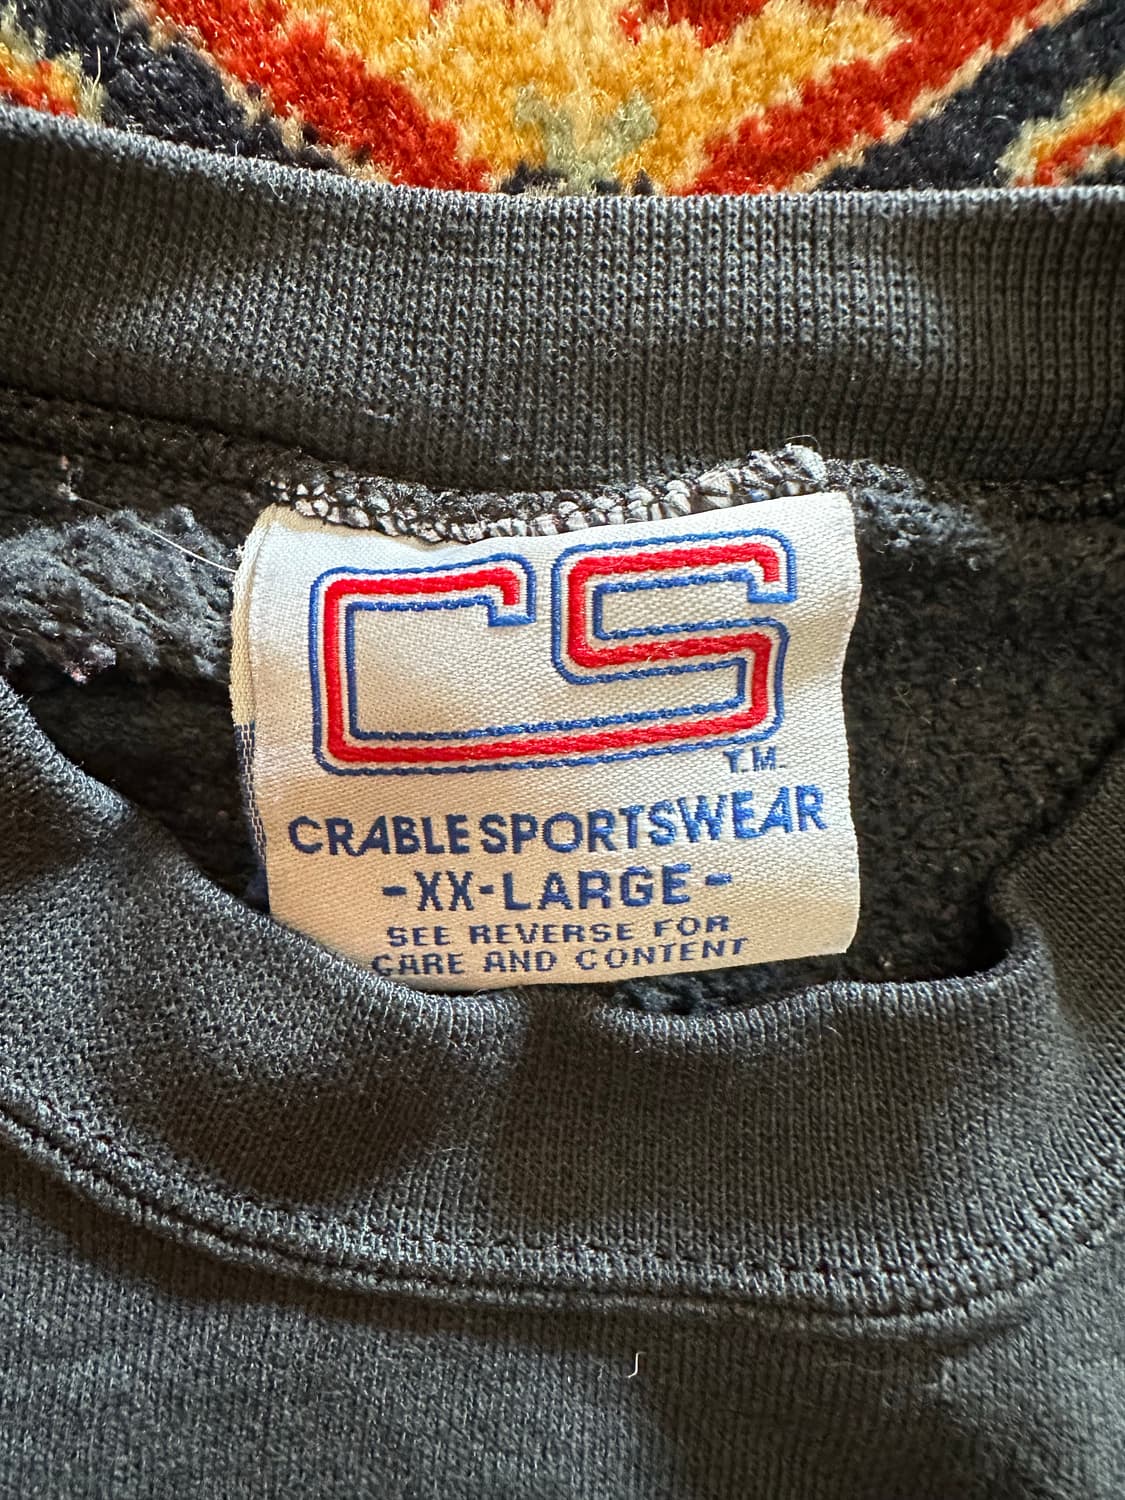 CS
T.M.
CRABLE SPORTSWEAR
-XX-LARGE-
SEE REVERSE FOR
CARE AND CONTENT